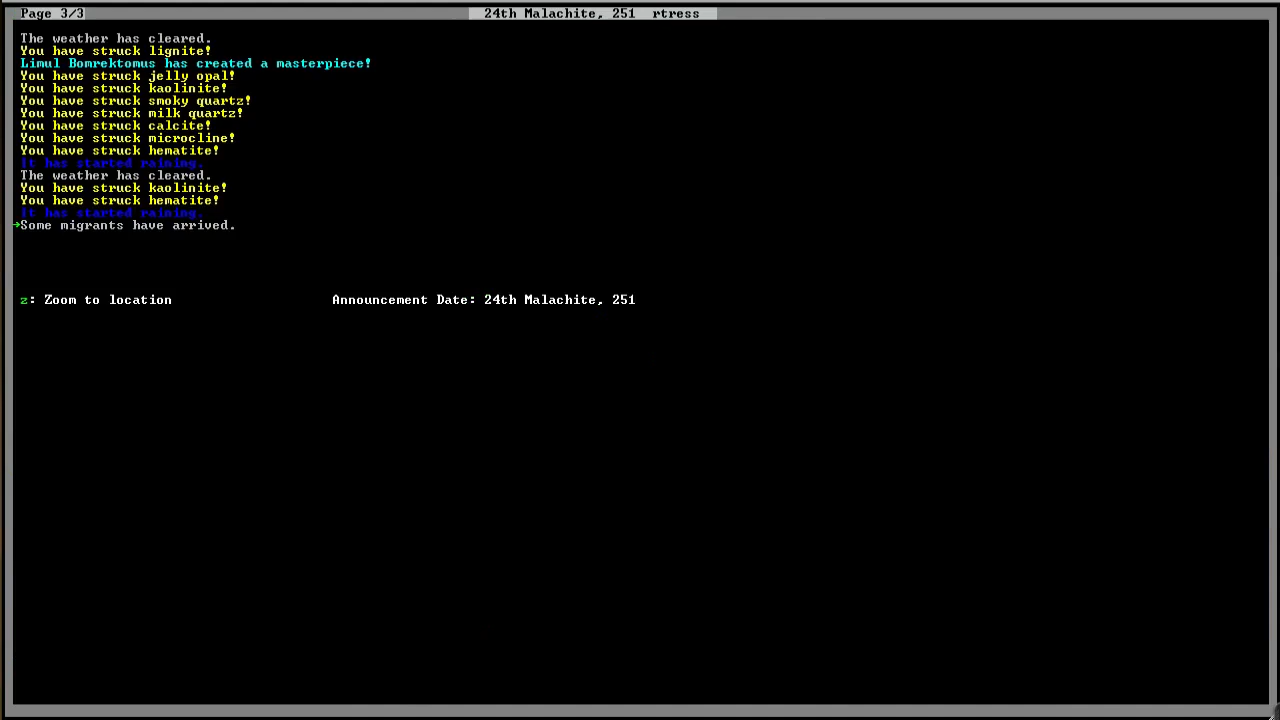 Page 3/3
24th Malachite, 251 rtress
The weather has cleared.
You have struck lignite!
Limul Bomrektomus has created a masterpiece!
You have struck jelly opal!
You have struck kaolinite!
You have struck smoky quartz!
You have struck milk quartz!
You have struck calcite!
You have struck microcline!
You have struck hematite!
It has started raining.
The weather has cleared.
You have struck kaolinite!
You have struck hematite!
It has started raining.
→Some migrants have arrived.
z: Zoom to location
Announcement Date: 24th Malachite, 251